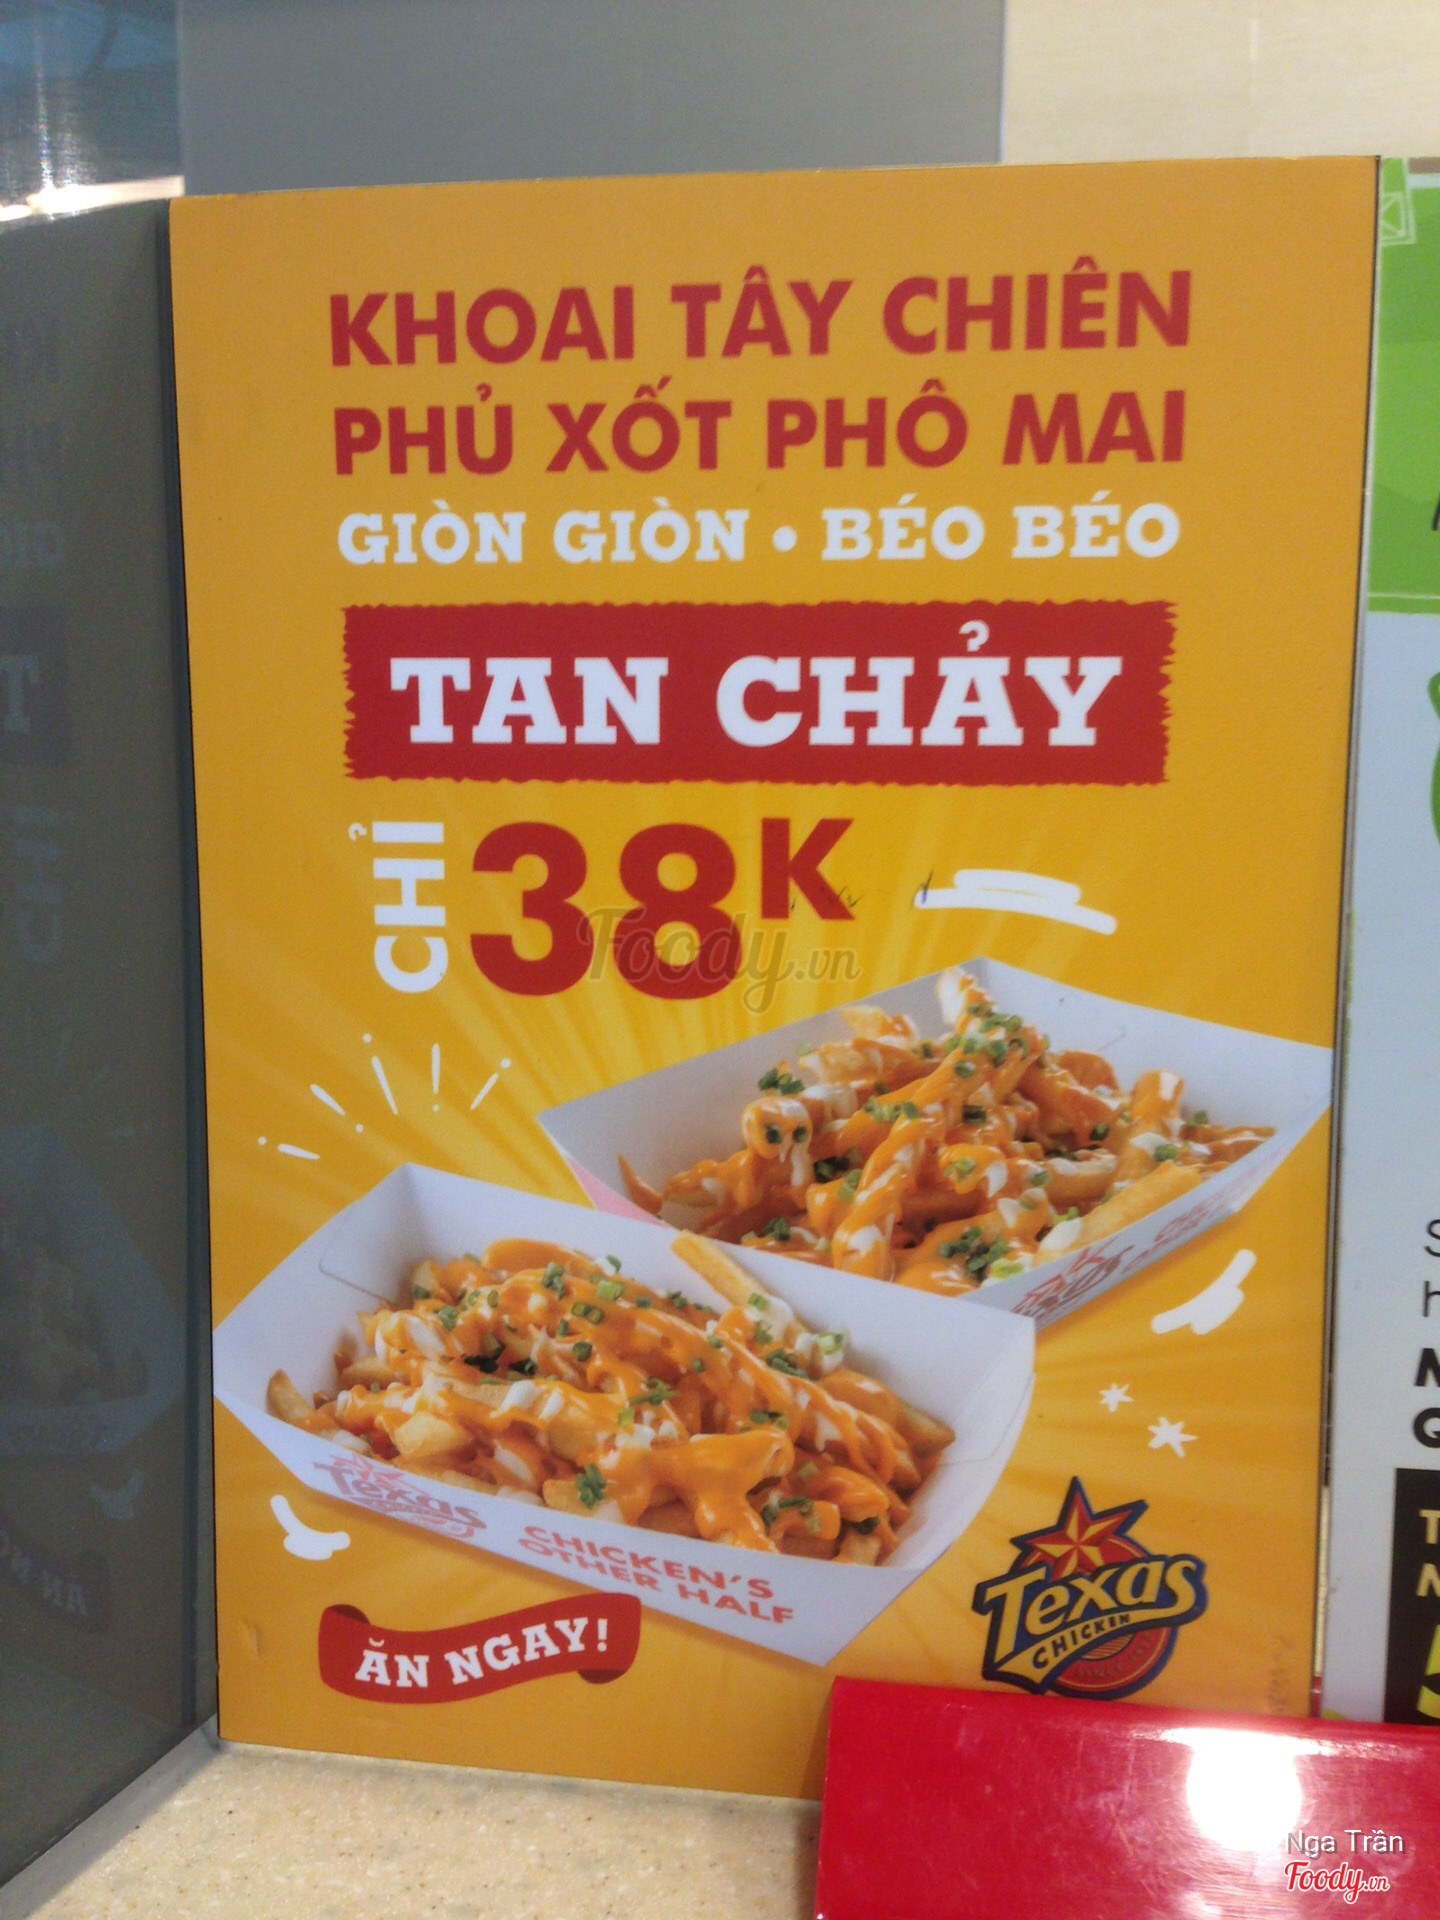 KHOAI TÂY CHIÊN
PHỦ XỐT PHÔ MAI
GIÒN GIÒN • BÉO BÉO
TAN CHẢY
CHỈ 38K
Foody.vn
Texas
CHICKEN'S
OTHER HALF
ĂN NGAY!
Texas
CHICKEN
Nga Trần
Foody.vn